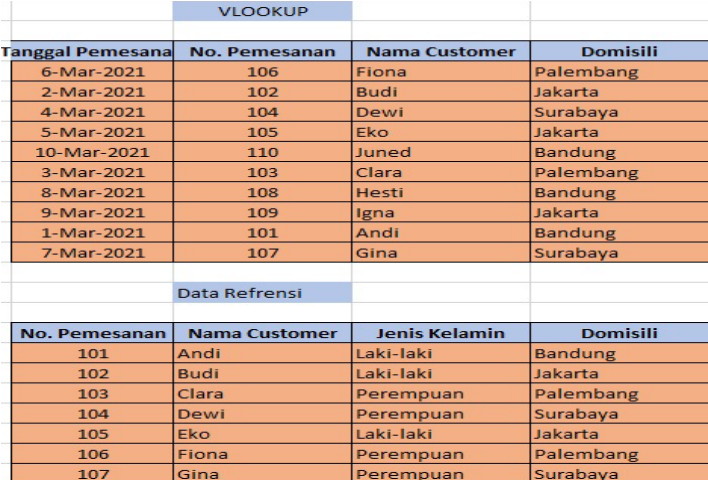 VLOOKUP
Tanggal Pemesana No. Pemesanan Nama Customer Domisili
6-Mar-2021 106 Fiona Palembang
2-Mar-2021 102 Budi Jakarta
4-Mar-2021 104 Dewi Surabaya
5-Mar-2021 105 Eko Jakarta
10-Mar-2021 110 Juned Bandung
3-Mar-2021 103 Clara Palembang
8-Mar-2021 108 Hesti Bandung
9-Mar-2021 109 Igna Jakarta
1-Mar-2021 101 Andi Bandung
7-Mar-2021 107 Gina Surabaya
Data Refrensi
No. Pemesanan Nama Customer Jenis Kelamin Domisili
101 Andi Laki-laki Bandung
102 Budi Laki-laki Jakarta
103 Clara Perempuan Palembang
104 Dewi Perempuan Surabaya
105 Eko Laki-laki Jakarta
106 Fiona Perempuan Palembang
107 Gina Perempuan Surabaya